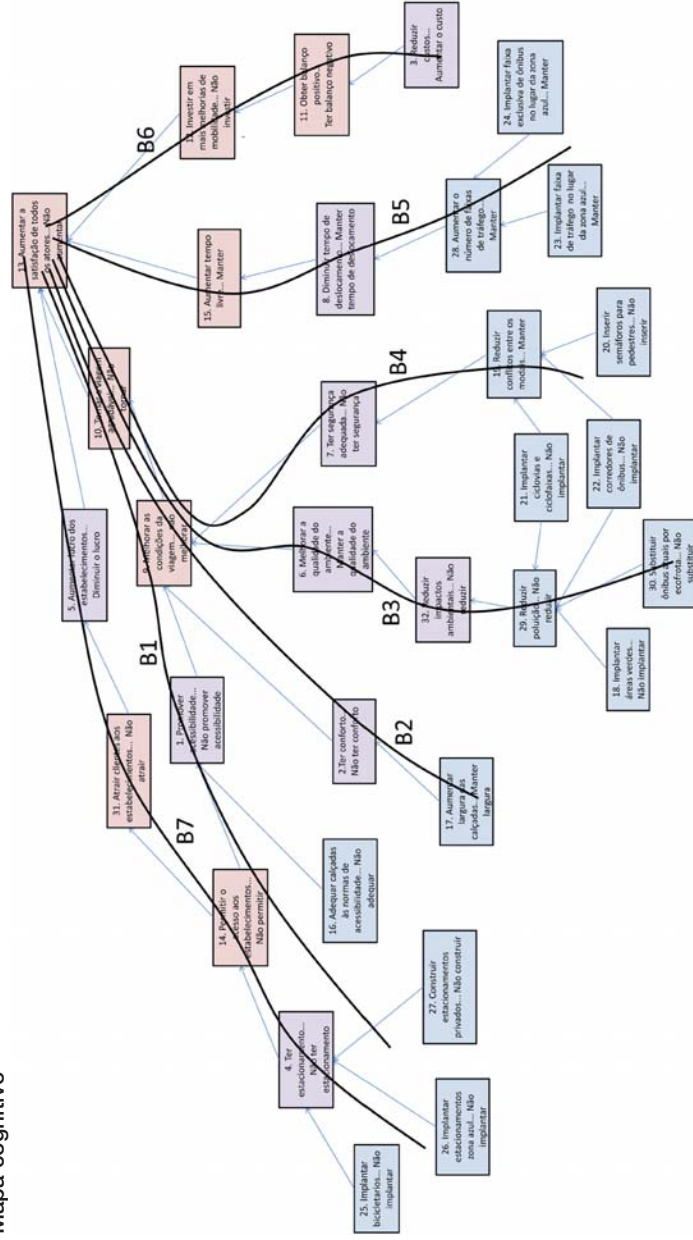 Mapa cognitivo
13. Aumentar a
satisfação de todos
os atores... Não
aumentar
10. Tornar a viagem
agradável... Não
tornar
5. Aumentar lucro dos
estabelecimentos...
Diminuir o lucro
31. Atrair clientes aos
estabelecimentos... Não
atrair
B7
14. Permitir o
acesso aos
estabelecimentos...
Não permitir
4. Ter
estacionamento...
Não ter
estacionamento
25. Implantar
bicicletarios... Não
implantar
26. Implantar
estacionamentos
zona azul... Não
implantar
27. Construir
estacionamentos
privados... Não construir
B1
1. Promover
acessibilidade...
Não promover
acessibilidade
16. Adequar calçadas
às normas de
acessibilidade... Não
adequar
9. Melhorar as
condições da
viagem... Não
melhorar
2.Ter conforto...
Não ter conforto
B2
17. Aumentar
largura das
calçadas...Manter
largura
6. Melhorar a
qualidade do
ambiente...
Manter a
qualidade do
ambiente
B3
32. Reduzir
impactos
ambientais... Não
reduzir
29. Reduzir
poluição... Não
reduzir
18. Implantar
áreas verdes...
Não implantar
30. Substituir
ônibus atuais por
ecofrota... Não
substituir
7. Ter segurança
adequada... Não
ter segurança
B4
19. Reduzir
conflitos entre os
modais... Manter
21. Implantar
ciclovias e
ciclofaixas... Não
implantar
22. Implantar
corredores de
ônibus... Não
implantar
20. Inserir
semáforos para
pedestres... Não
inserir
15. Aumentar tempo
livre... Manter
8. Diminuir tempo de
deslocamento... Manter
tempo de deslocamento
B5
28. Aumentar o
número de faixas
de tráfego...
Manter
23. Implantar faixa
de tráfego no lugar
da zona azul...
Manter
24. Implantar faixa
exclusiva de ônibus
no lugar da zona
azul... Manter
B6
12. Investir em
mais melhorias de
mobilidade... Não
investir
11. Obter balanço
positivo...
Ter balanço negativo
3. Reduzir
custos...
Aumentar o custo